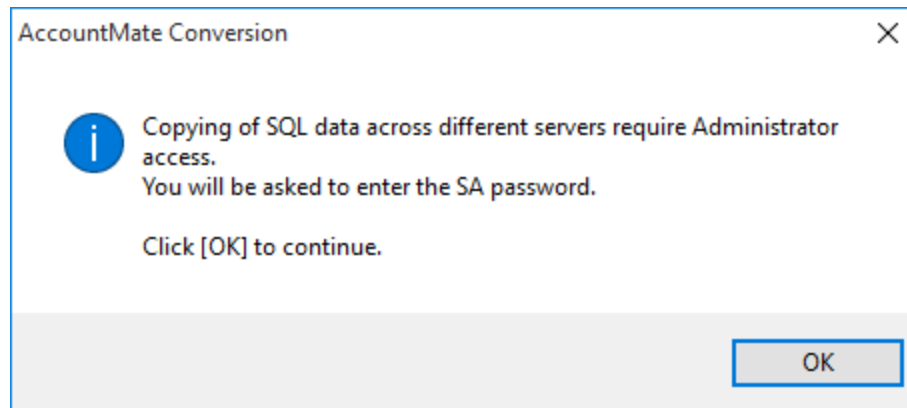 AccountMate Conversion
Copying of SQL data across different servers require Administrator
access.
You will be asked to enter the SA password.
Click [OK] to continue.
OK